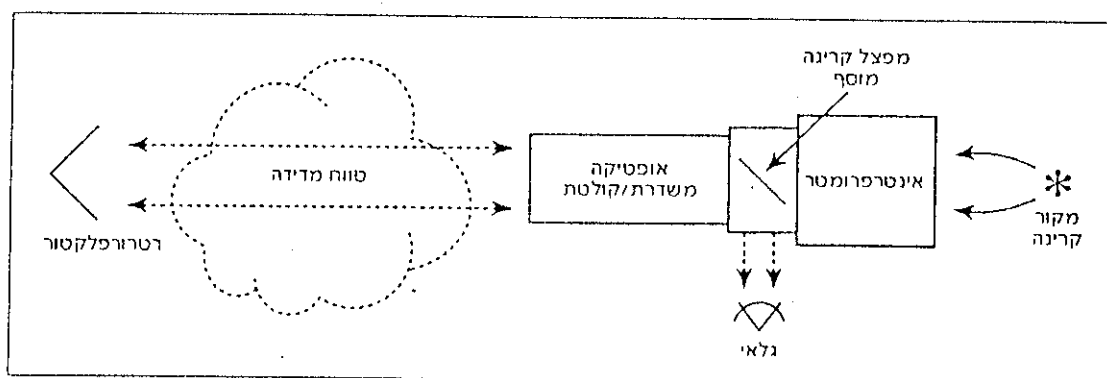 מפצל קרינה
מוסף
אינטרפרומטר
מקור
קרינה
אופטיקה
משדרת/קולטת
טווח מדידה
רטרורפלקטור
גלאי